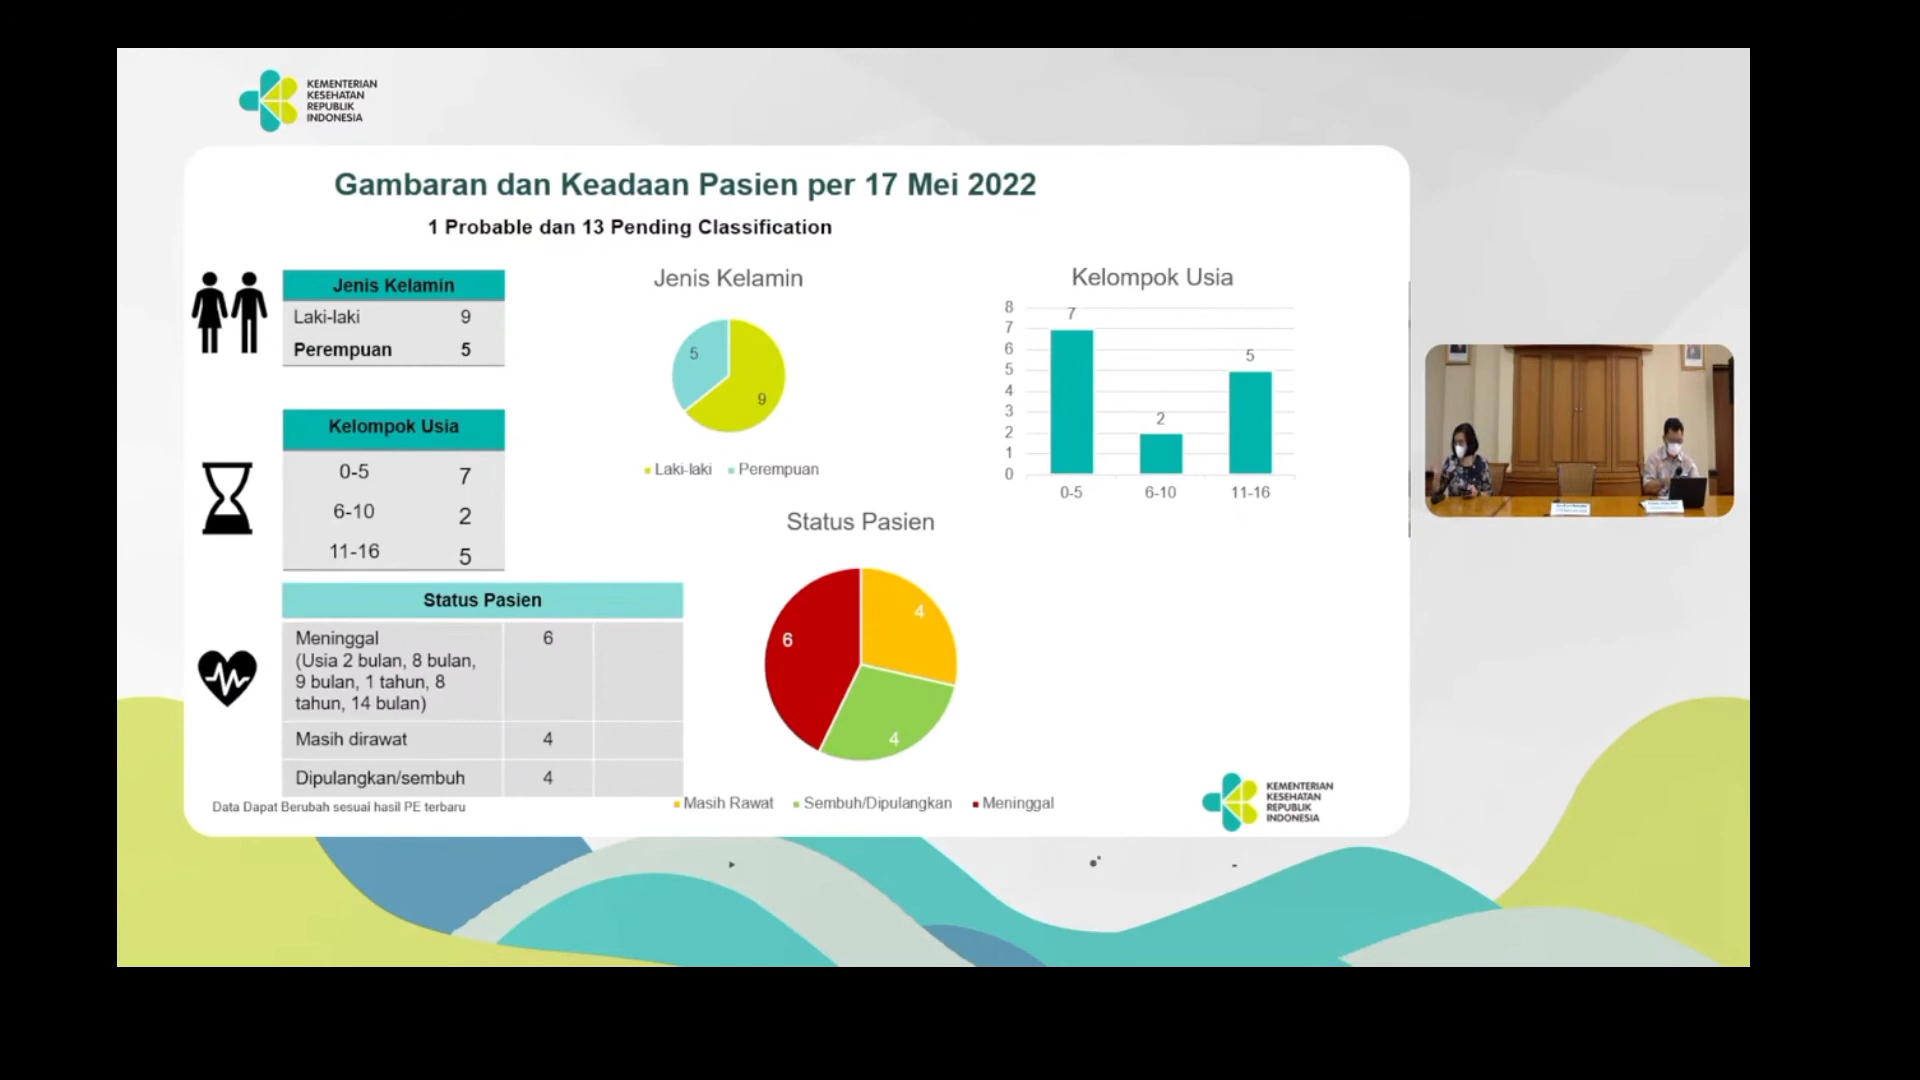 KEMENTERIAN
KESEHATAN
REPUBLIK
INDONESIA
Gambaran dan Keadaan Pasien per 17 Mei 2022
1 Probable dan 13 Pending Classification
Jenis Kelamin
Laki-laki 9
Perempuan 5
Kelompok Usia
0-5 7
6-10 2
11-16 5
Status Pasien
Meninggal 6
(Usia 2 bulan, 8 bulan,
9 bulan, 1 tahun, 8
tahun, 14 bulan)
Masih dirawat 4
Dipulangkan/sembuh 4
Data Dapat Berubah sesuai hasil PE terbaru
Jenis Kelamin
5
9
Laki-laki Perempuan
Kelompok Usia
8
7
6
5
4
3
2
1
0
7
2
5
0-5 6-10 11-16
Status Pasien
4
6
4
Masih Rawat Sembuh/Dipulangkan Meninggal
KEMENTERIAN
KESEHATAN
REPUBLIK
INDONESIA